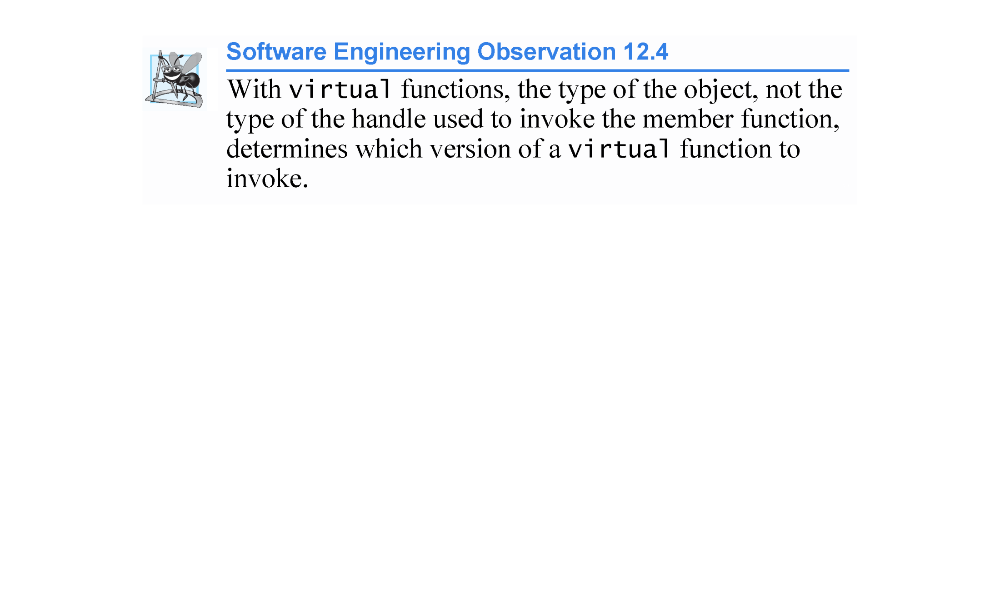 Software Engineering Observation 12.4
With virtual functions, the type of the object, not the
type of the handle used to invoke the member function,
determines which version of a virtual function to
invoke.